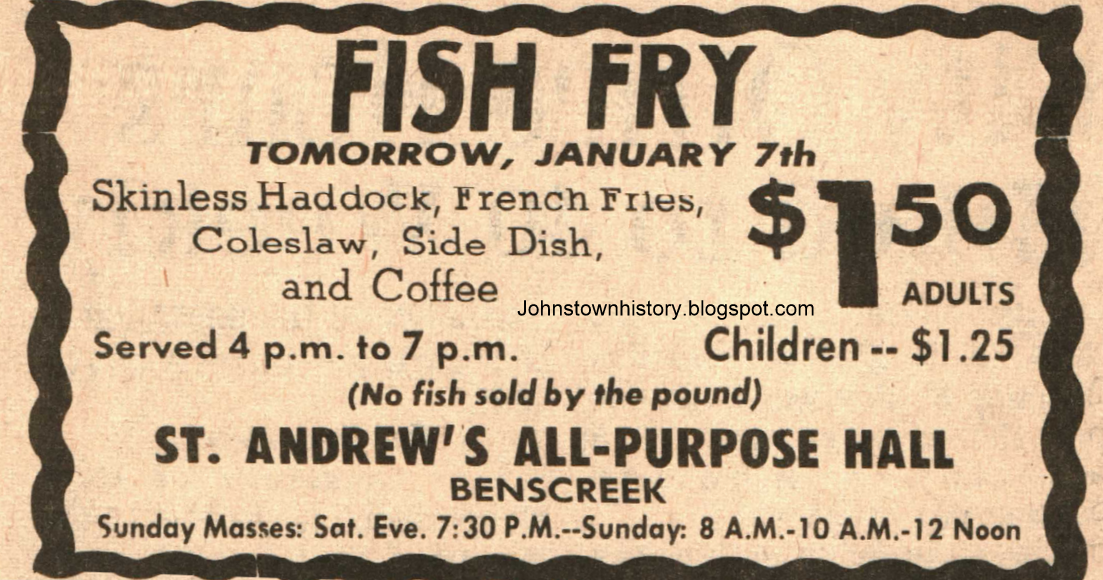 FISH FRY
TOMORROW, JANUARY 7th
Skinless Haddock, French Fries,
Coleslaw, Side Dish,
and Coffee
$1.50
ADULTS
Johnstownhistory.blogspot.com
Served 4 p.m. to 7 p.m.
Children -- $1.25
(No fish sold by the pound)
ST. ANDREW'S ALL-PURPOSE HALL
BENSCREEK
Sunday Masses: Sat. Eve. 7:30 P.M.--Sunday: 8 A.M.-10 A.M.-12 Noon